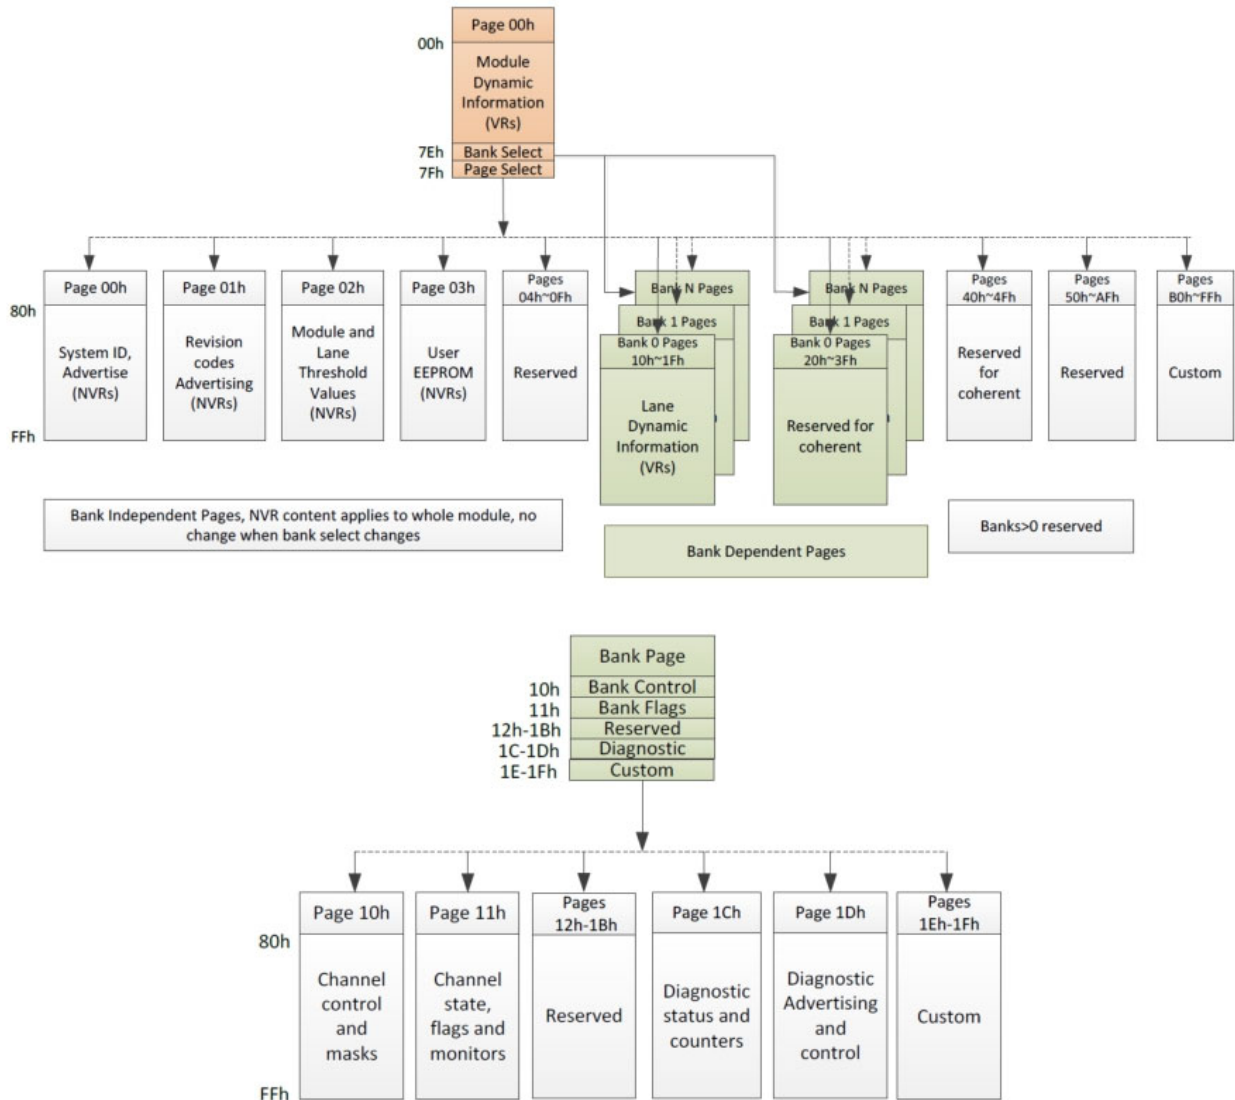 Page 00h
00h
Module
Dynamic
Information
(VRs)
7Eh
Bank Select
7Fh
Page Select
Page 00h
Page 01h
Page 02h
Page 03h
Pages
04h~0Fh
Bank N Pages
Bank 1 Pages
Bank 0 Pages
10h~1Fh
Bank N Pages
Bank 1 Pages
Bank 0 Pages
20h~3Fh
Pages
40h~4Fh
Pages
50h~AFh
Pages
B0h~FFh
80h
System ID,
Advertise
(NVRs)
Revision
codes
Advertising
(NVRs)
Module and
Lane
Threshold
Values
(NVRs)
User
EEPROM
(NVRs)
Reserved
Lane
Dynamic
Information
(VRs)
Reserved for
coherent
Reserved
for
coherent
Reserved
Custom
FFh
Bank Independent Pages, NVR content applies to whole module, no
change when bank select changes
Bank Dependent Pages
Banks>0 reserved
Bank Page
10h
Bank Control
11h
Bank Flags
12h-1Bh
Reserved
1C-1Dh
Diagnostic
1E-1Fh
Custom
Page 10h
Page 11h
Pages
12h-1Bh
Page 1Ch
Page 1Dh
Pages
1Eh-1Fh
80h
Channel
control
and
masks
Channel
state,
flags and
monitors
Reserved
Diagnostic
status and
counters
Diagnostic
Advertising
and
control
Custom
FFh